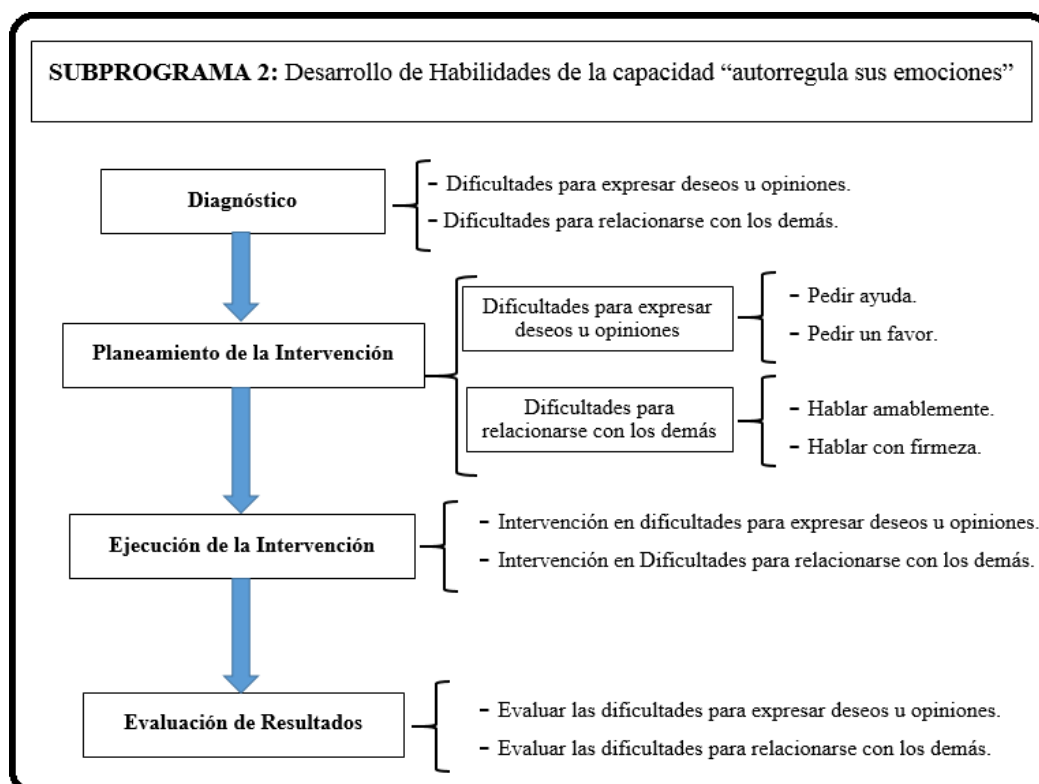 SUBPROGRAMA 2: Desarrollo de Habilidades de la capacidad “autorregula sus emociones”
Diagnóstico
- Dificultades para expresar deseos u opiniones.
- Dificultades para relacionarse con los demás.
Planeamiento de la Intervención
Dificultades para expresar
deseos u opiniones
- Pedir ayuda.
- Pedir un favor.
Dificultades para
relacionarse con los demás
- Hablar amablemente.
- Hablar con firmeza.
Ejecución de la Intervención
- Intervención en dificultades para expresar deseos u opiniones.
- Intervención en Dificultades para relacionarse con los demás.
Evaluación de Resultados
- Evaluar las dificultades para expresar deseos u opiniones.
- Evaluar las dificultades para relacionarse con los demás.